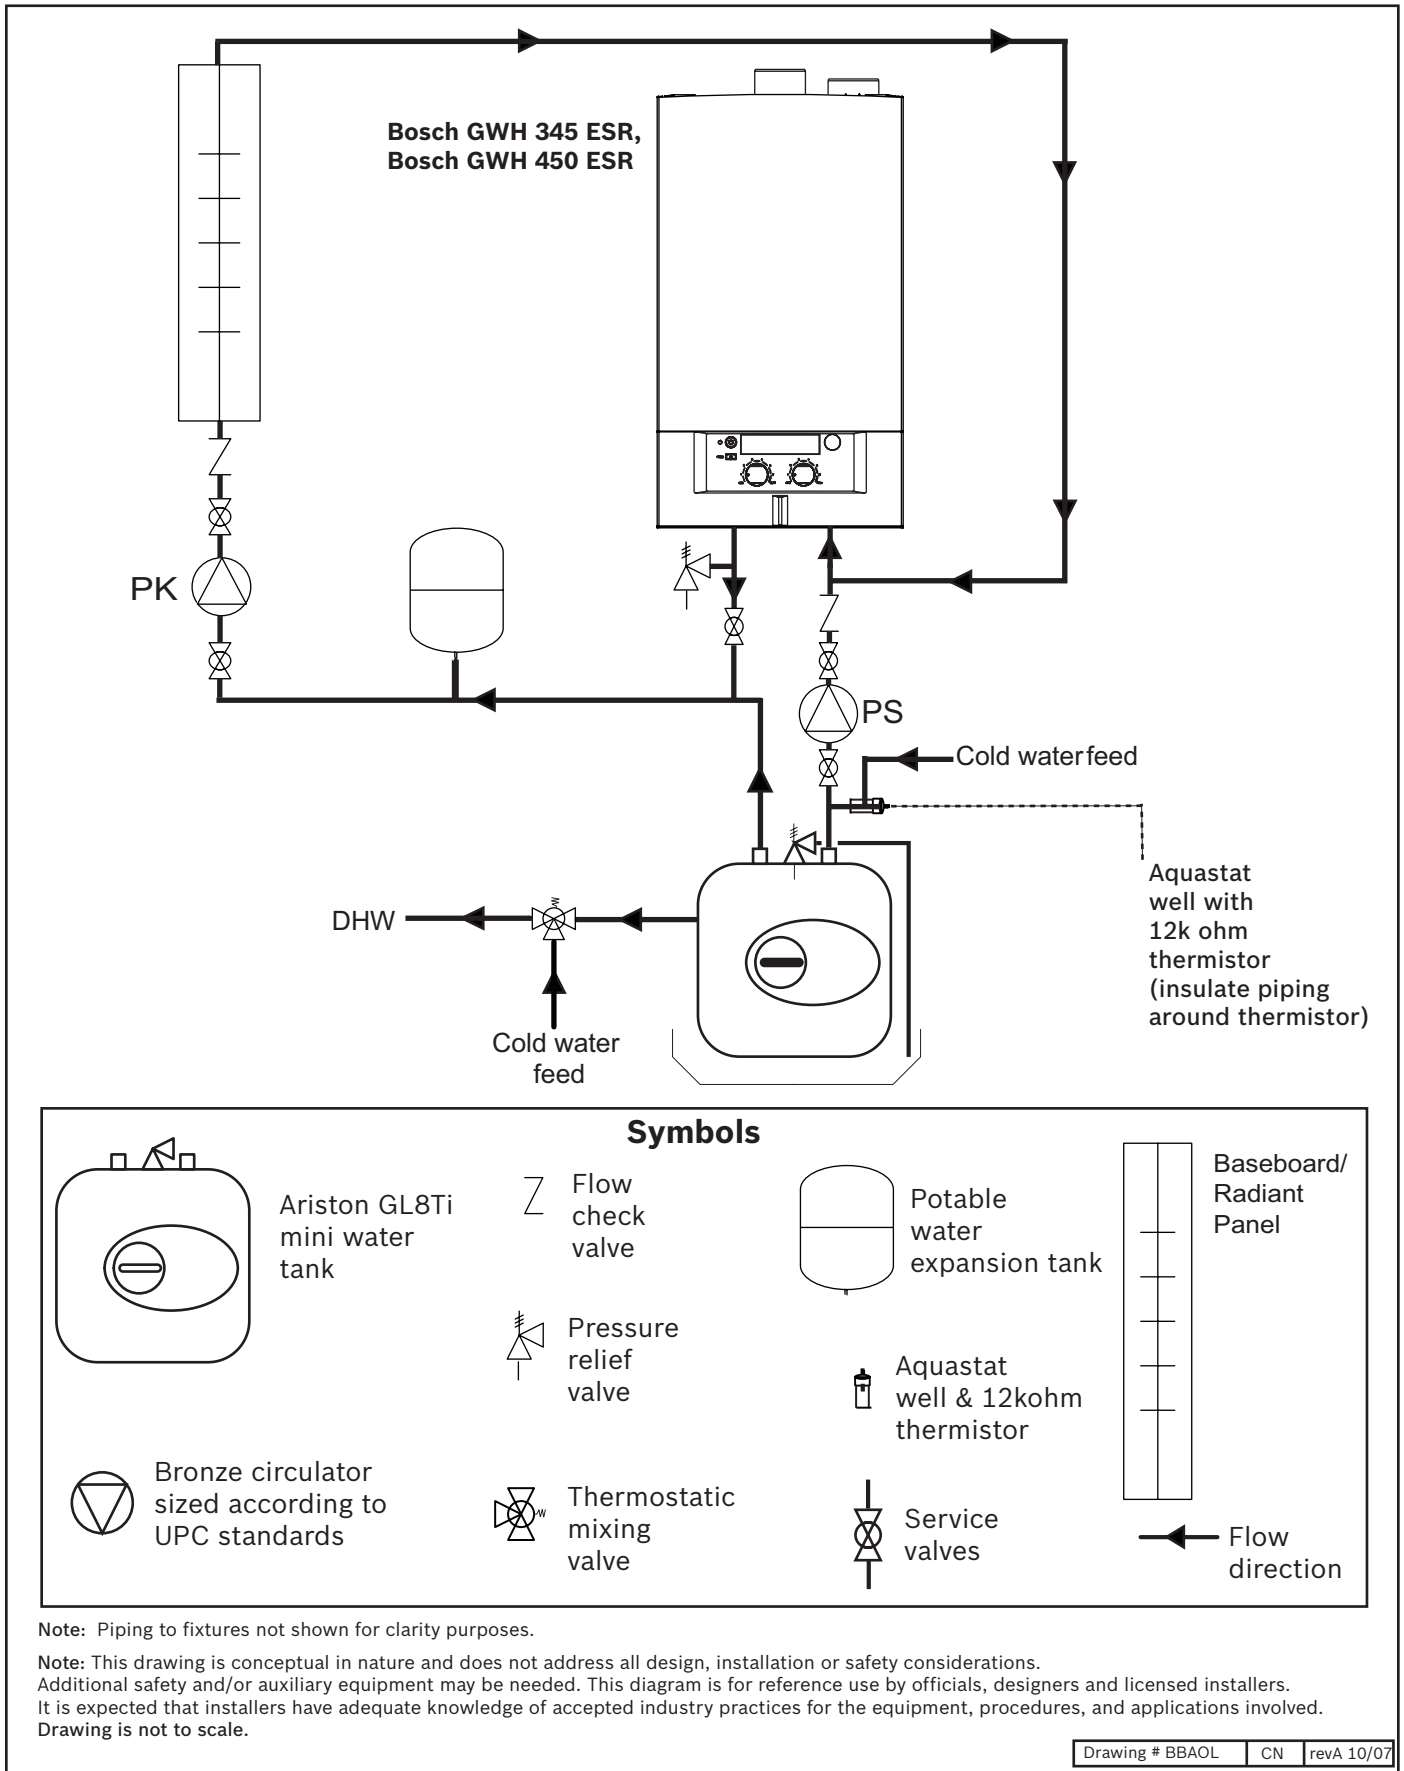 Bosch GWH 345 ESR,
Bosch GWH 450 ESR
PK
PS
Cold water feed
Aquastat
well with
12k ohm
thermistor
(insulate piping
around thermistor)
DHW
Cold water
feed
Symbols
Ariston GL8Ti
mini water
tank
Flow
check
valve
Potable
water
expansion tank
Baseboard/
Radiant
Panel
Pressure
relief
valve
Aquastat
well & 12kohm
thermistor
Bronze circulator
sized according to
UPC standards
Thermostatic
mixing
valve
Service
valves
Flow
direction
Note: Piping to fixtures not shown for clarity purposes.
Note: This drawing is conceptual in nature and does not address all design, installation or safety considerations.
Additional safety and/or auxiliary equipment may be needed. This diagram is for reference use by officials, designers and licensed installers.
It is expected that installers have adequate knowledge of accepted industry practices for the equipment, procedures, and applications involved.
Drawing is not to scale.
Drawing # BBAOL CN revA 10/07